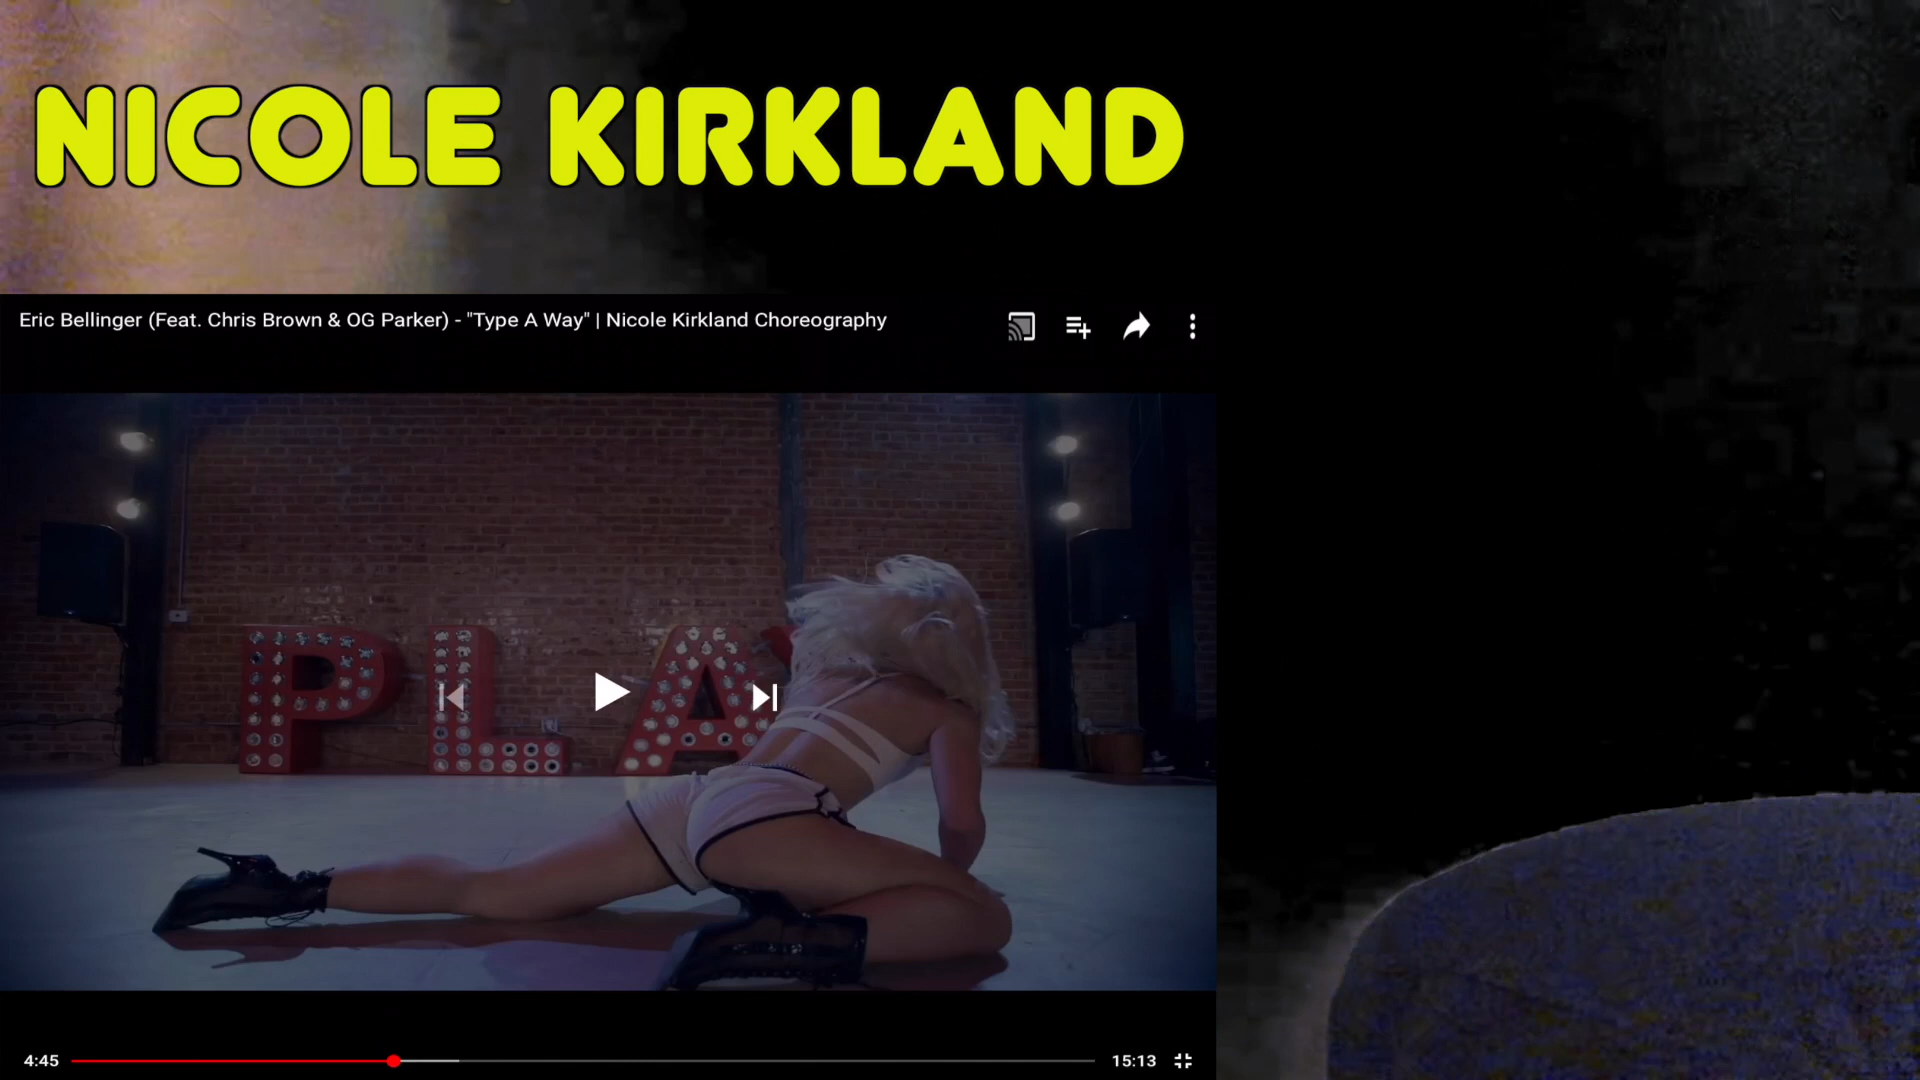 NICOLE KIRKLAND
Eric Bellinger (Feat. Chris Brown & OG Parker) - "Type A Way" | Nicole Kirkland Choreography
PLA
4:45
15:13